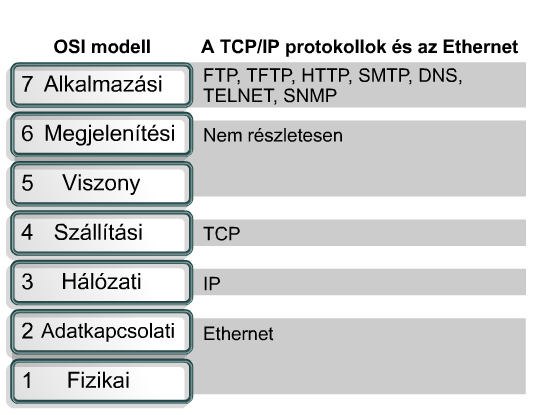 OSI modell A TCP/IP protokollok és az Ethernet
7 Alkalmazási FTP, TFTP, HTTP, SMTP, DNS,
TELNET, SNMP
6 Megjelenítési Nem részletesen
5 Viszony
4 Szállítási TCP
3 Hálózati IP
2 Adatkapcsolati Ethernet
1 Fizikai